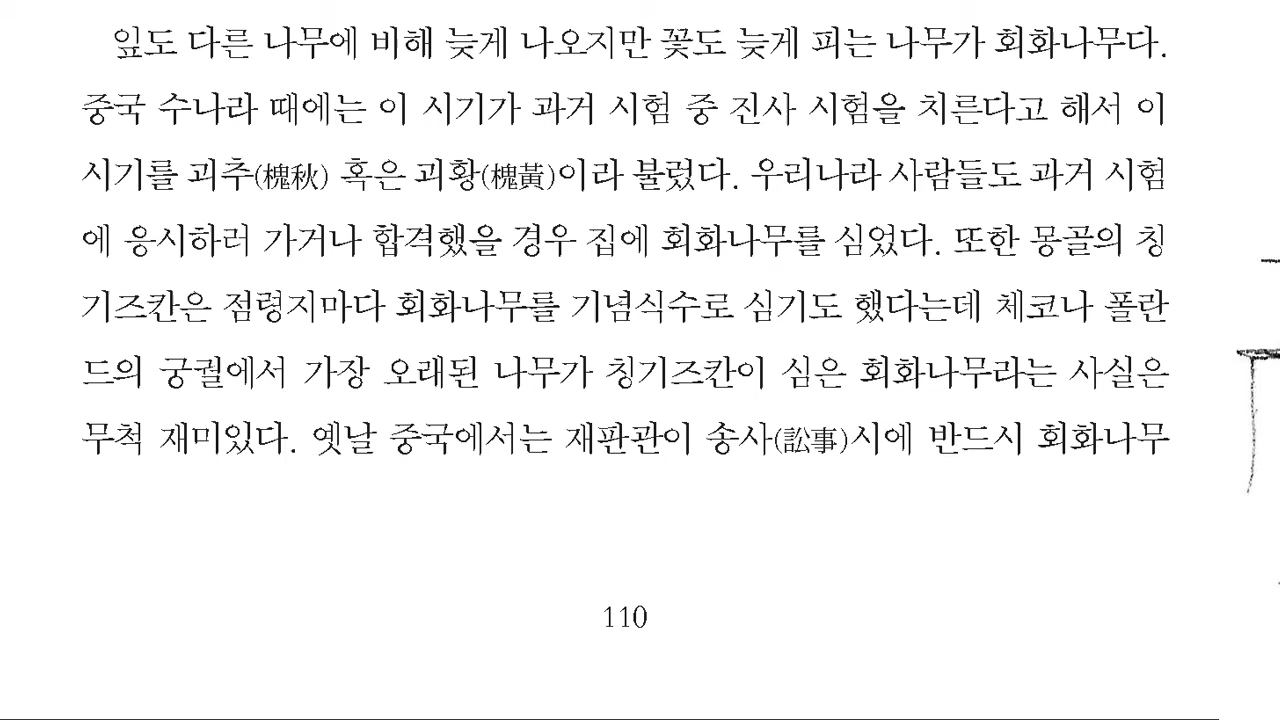 잎도 다른 나무에 비해 늦게 나오지만 꽃도 늦게 피는 나무가 회화나무다.
중국 수나라 때에는 이 시기가 과거 시험 중 진사 시험을 치른다고 해서 이
시기를 괴추(槐秋) 혹은 괴황(槐黃)이라 불렀다. 우리나라 사람들도 과거 시험
에 응시하러 가거나 합격했을 경우 집에 회화나무를 심었다. 또한 몽골의 칭
기즈칸은 점령지마다 회화나무를 기념식수로 심기도 했다는데 체코나 폴란
드의 궁궐에서 가장 오래된 나무가 칭기즈칸이 심은 회화나무라는 사실은
무척 재미있다. 옛날 중국에서는 재판관이 송사(訟事)시에 반드시 회화나무
110